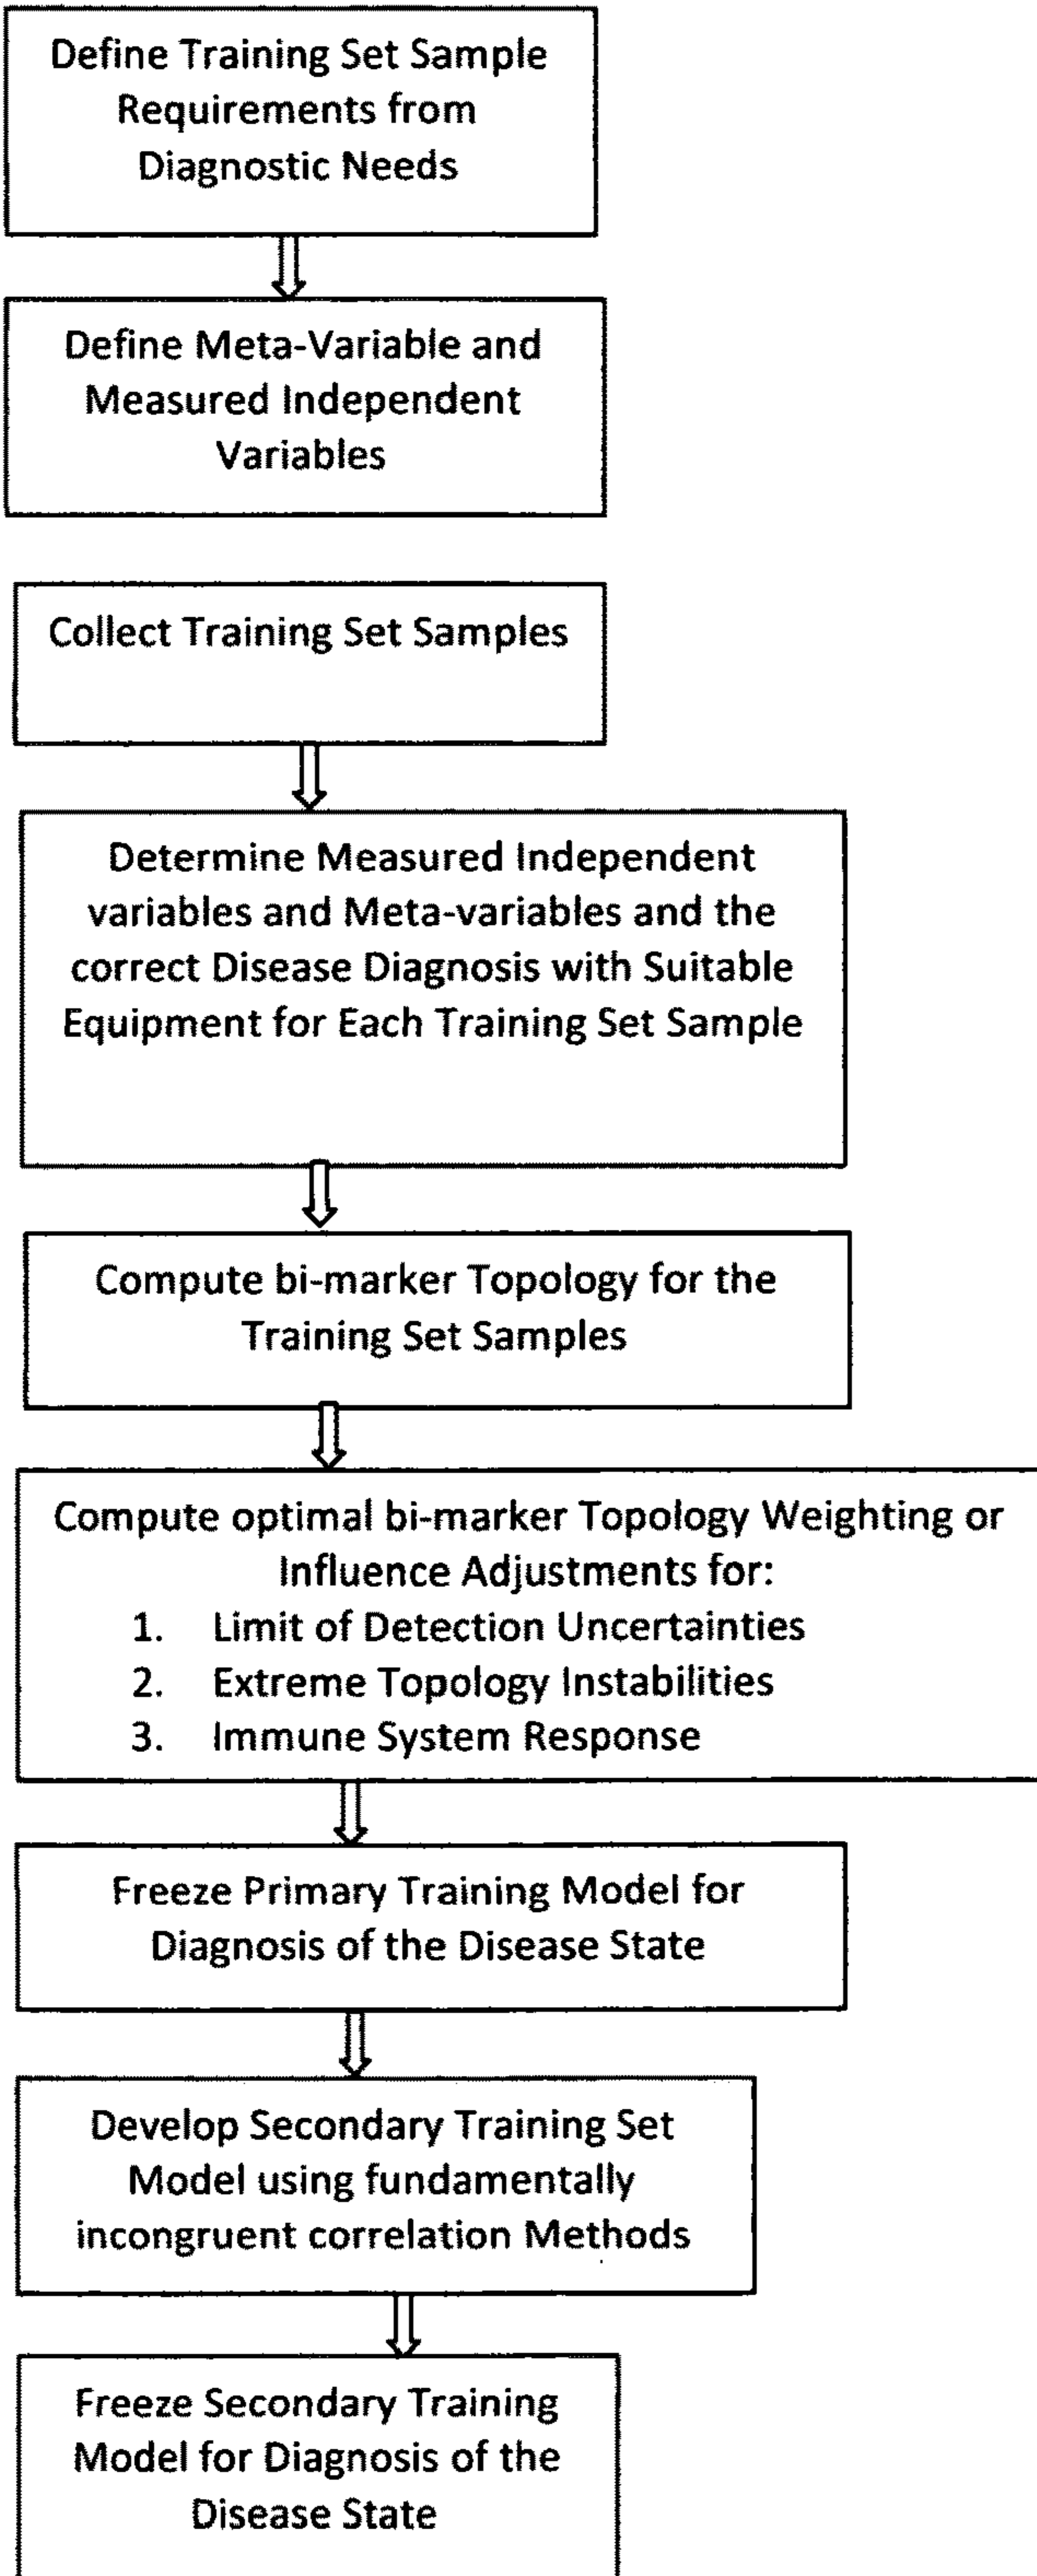 Define Training Set Sample
Requirements from
Diagnostic Needs
Define Meta-Variable and
Measured Independent
Variables
Collect Training Set Samples
Determine Measured Independent
variables and Meta-variables and the
correct Disease Diagnosis with Suitable
Equipment for Each Training Set Sample
Compute bi-marker Topology for the
Training Set Samples
Compute optimal bi-marker Topology Weighting or
Influence Adjustments for:
1. Limit of Detection Uncertainties
2. Extreme Topology Instabilities
3. Immune System Response
Freeze Primary Training Model for
Diagnosis of the Disease State
Develop Secondary Training Set
Model using fundamentally
incongruent correlation Methods
Freeze Secondary Training
Model for Diagnosis of the
Disease State